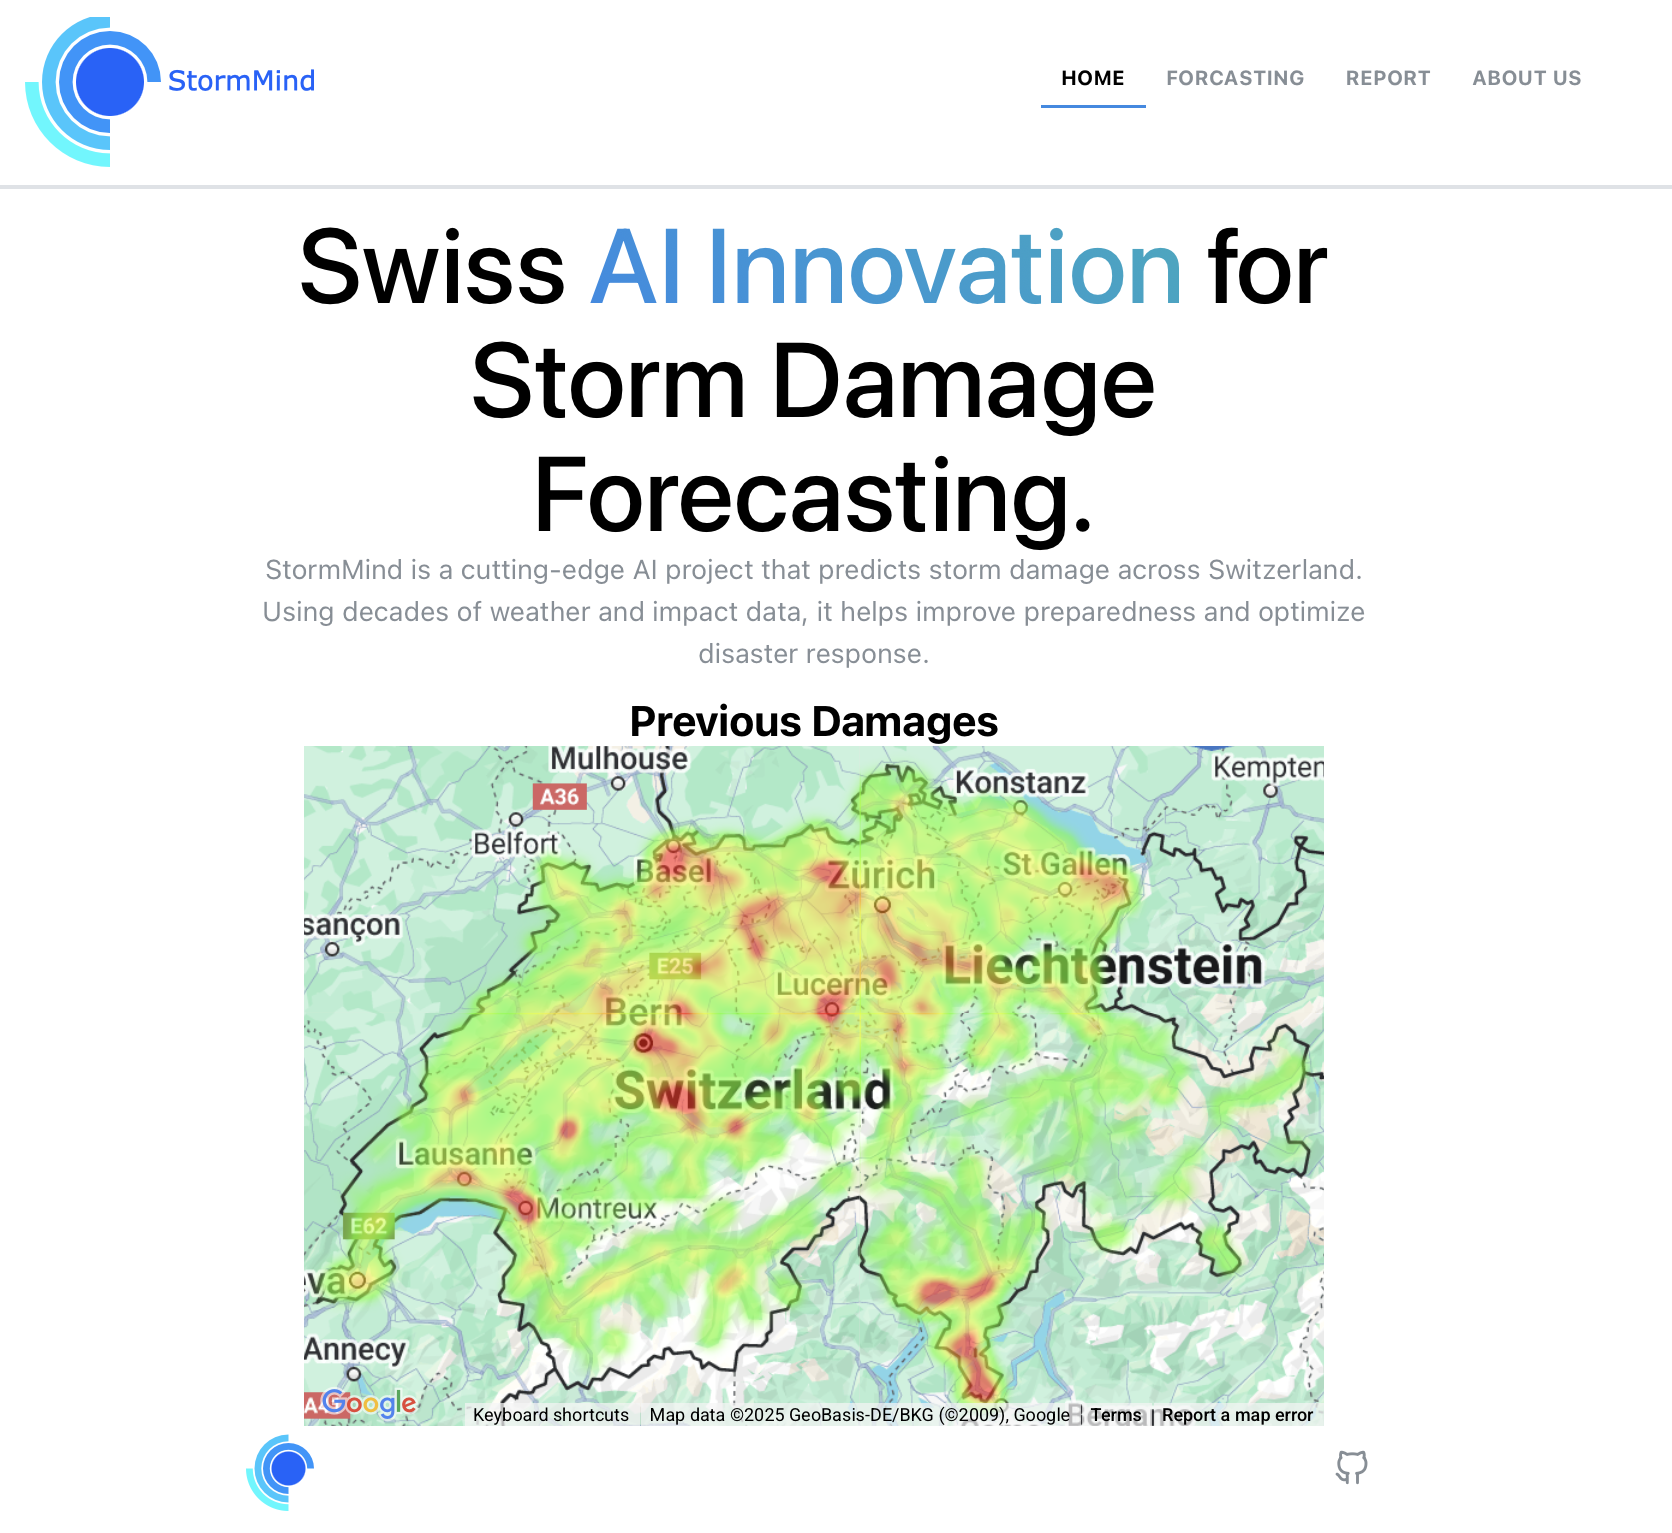 StormMind
HOME
FORCASTING
REPORT
ABOUT US
Swiss AI Innovation for
Storm Damage
Forecasting.
StormMind is a cutting-edge AI project that predicts storm damage across Switzerland.
Using decades of weather and impact data, it helps improve preparedness and optimize
disaster response.
Previous Damages
Mulhouse
Kempten
Konstanz
A36
Belfort
Basel
Zürich
St.Gallen
sançon
E25
Liechtenstein
Lucerne
Bern
Switzerland
Lausanne
Montreux
E62
va
Annecy
Google
Keyboard shortcuts
Map data ©2025 GeoBasis-DE/BKG (©2009), Google
Terms
Report a map error